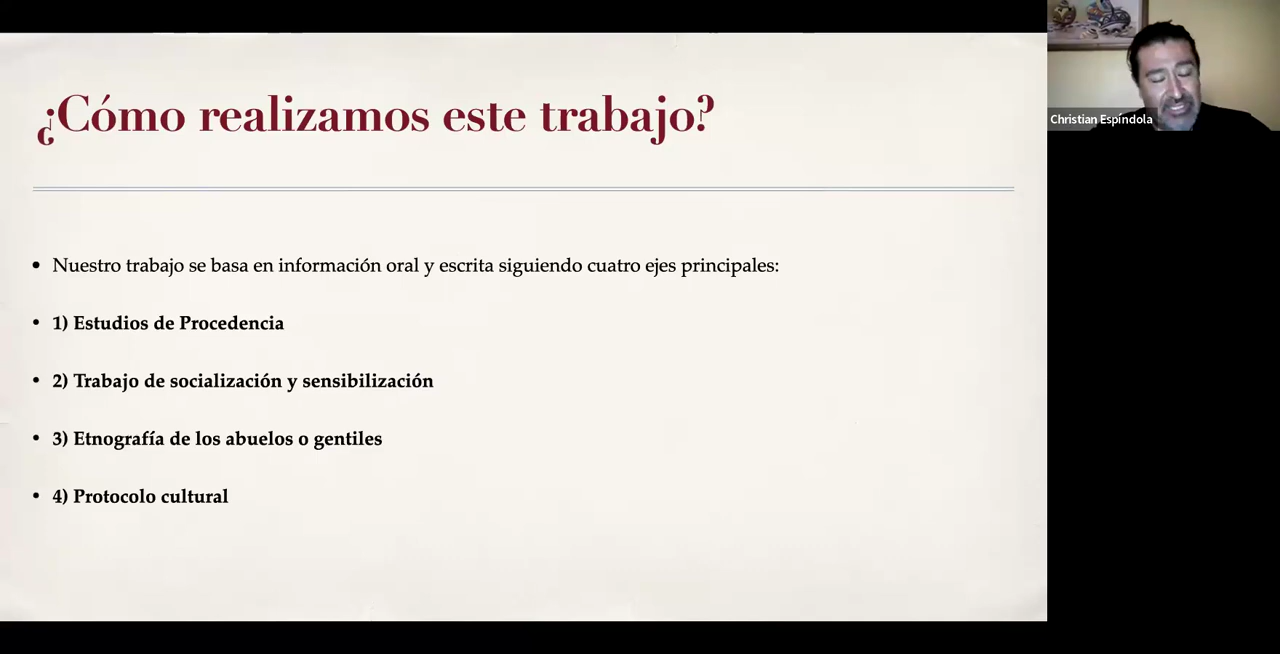 ¿Cómo realizamos este trabajo?
• Nuestro trabajo se basa en información oral y escrita siguiendo cuatro ejes principales:
• 1) Estudios de Procedencia
• 2) Trabajo de socialización y sensibilización
• 3) Etnografía de los abuelos o gentiles
• 4) Protocolo cultural
Christian Espíndola